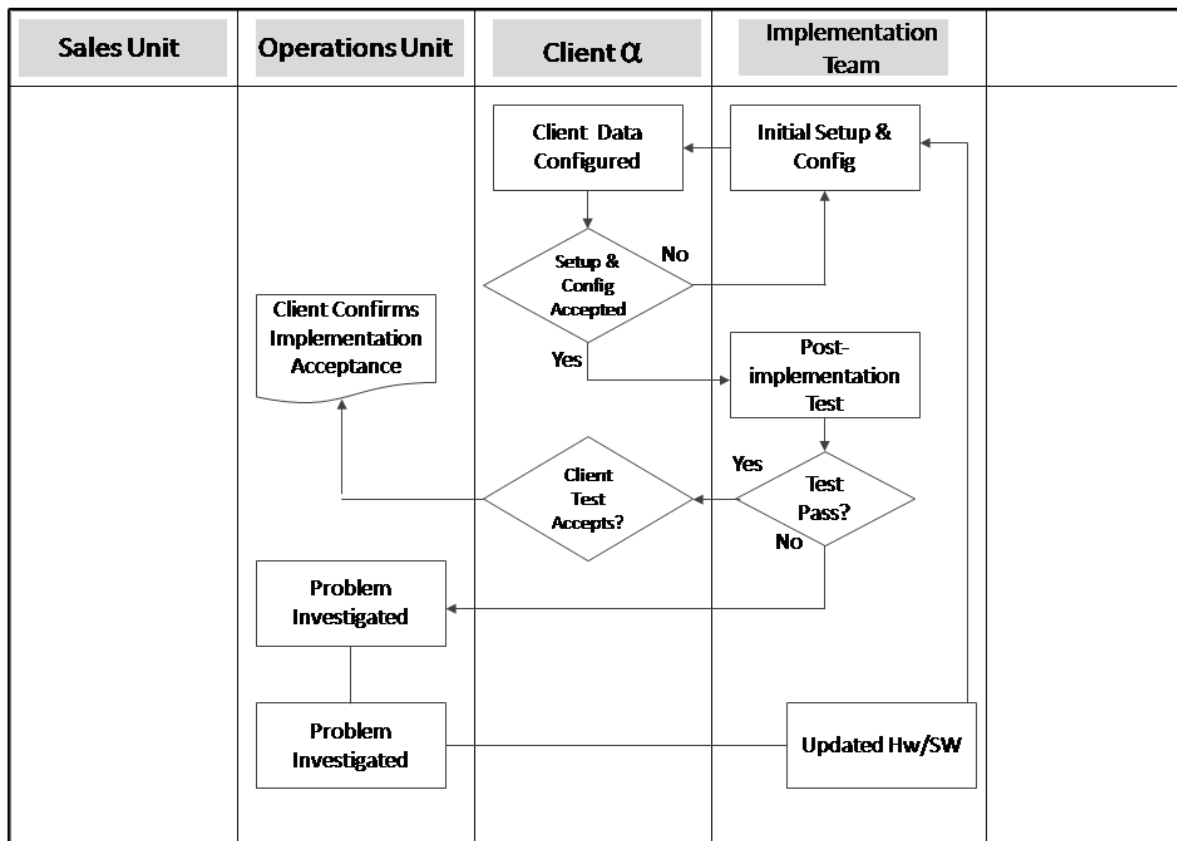 Sales Unit
Operations Unit
Client α
Implementation
Team
Client Data
Configured
Initial Setup &
Config
Setup &
Config
Accepted
No
Client Confirms
Implementation
Acceptance
Yes
Post-
implementation
Test
Client
Test
Accepts?
Yes
Test
Pass?
No
Problem
Investigated
Problem
Investigated
Updated Hw/SW